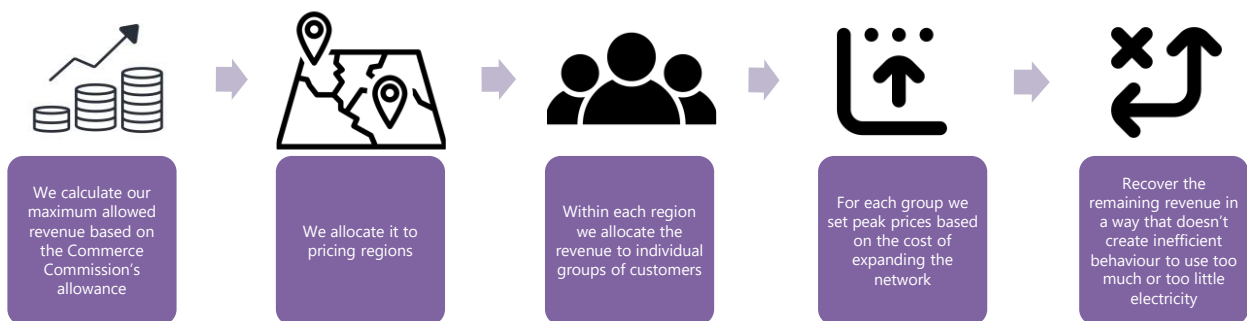 We calculate our
maximum allowed
revenue based on
the Commerce
Commission's
allowance
We allocate it to
pricing regions
Within each region
we allocate the
revenue to individual
groups of customers
For each group we
set peak prices based
on the cost of
expanding the
network
Recover the
remaining revenue in
a way that doesn't
create inefficient
behaviour to use too
much or too little
electricity